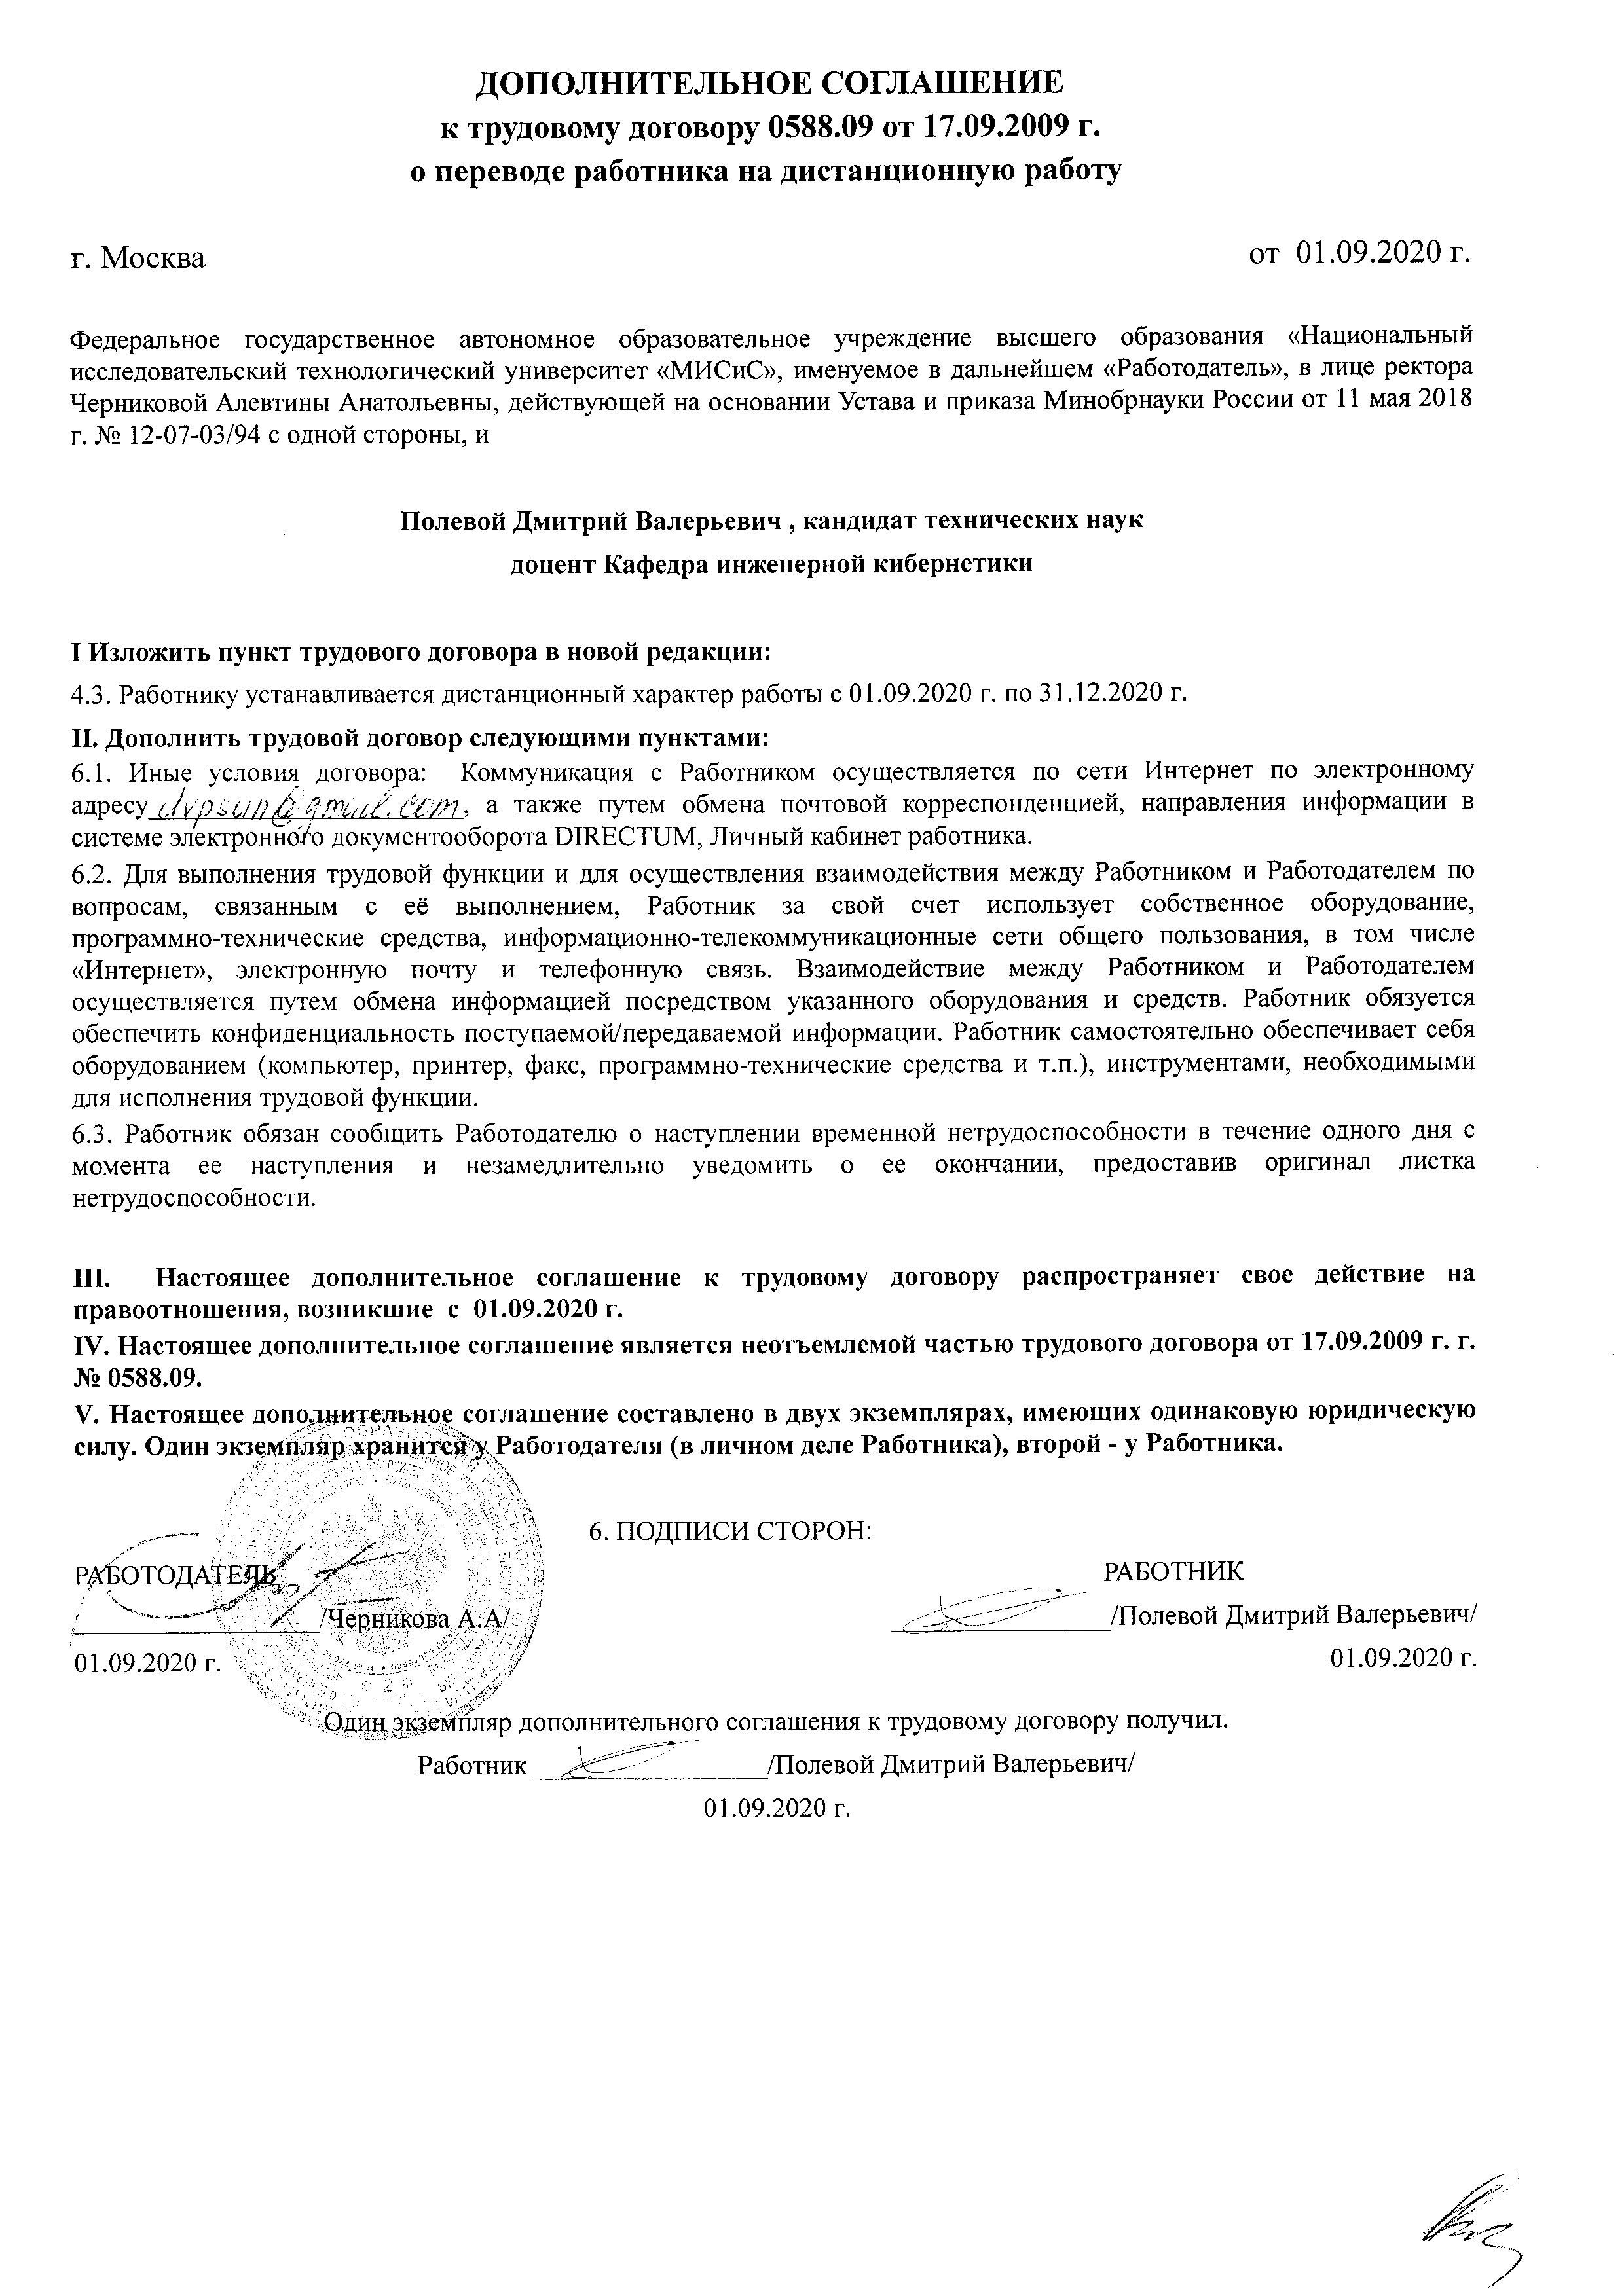 ДОПОЛНИТЕЛЬНОЕ СОГЛАШЕНИЕ
к трудовому договору 0588.09 от 17.09.2009 г.
о переводе работника на дистанционную работу
г. Москва от 01.09.2020 г.
Федеральное государственное автономное образовательное учреждение высшего образования «Национальный
исследовательский технологический университет «МИСиС», именуемое в дальнейшем «Работодатель», в лице ректора
Черниковой Алевтины Анатольевны, действующей на основании Устава и приказа Минобрнауки России от 11 мая 2018
г. № 12-07-03/94 с одной стороны, и
Полевой Дмитрий Валерьевич , кандидат технических наук
доцент Кафедра инженерной кибернетики
I Изложить пункт трудового договора в новой редакции:
4.3. Работнику устанавливается дистанционный характер работы с 01.09.2020 г. по 31.12.2020 г.
II. Дополнить трудовой договор следующими пунктами:
6.1. Иные условия договора: Коммуникация с Работником осуществляется по сети Интернет по электронному
адресу dvpsun@gmail.com, а также путем обмена почтовой корреспонденцией, направления информации в
системе электронного документооборота DIRECTUM, Личный кабинет работника.
6.2. Для выполнения трудовой функции и для осуществления взаимодействия между Работником и Работодателем по
вопросам, связанным с её выполнением, Работник за свой счет использует собственное оборудование,
программно-технические средства, информационно-телекоммуникационные сети общего пользования, в том числе
«Интернет», электронную почту и телефонную связь. Взаимодействие между Работником и Работодателем
осуществляется путем обмена информацией посредством указанного оборудования и средств. Работник обязуется
обеспечить конфиденциальность поступаемой/передаваемой информации. Работник самостоятельно обеспечивает себя
оборудованием (компьютер, принтер, факс, программно-технические средства и т.п.), инструментами, необходимыми
для исполнения трудовой функции.
6.3. Работник обязан сообщить Работодателю о наступлении временной нетрудоспособности в течение одного дня с
момента ее наступления и незамедлительно уведомить о ее окончании, предоставив оригинал листка
нетрудоспособности.
III. Настоящее дополнительное соглашение к трудовому договору распространяет свое действие на
правоотношения, возникшие с 01.09.2020 г.
IV. Настоящее дополнительное соглашение является неотъемлемой частью трудового договора от 17.09.2009 г. г.
№ 0588.09.
V. Настоящее дополнительное соглашение составлено в двух экземплярах, имеющих одинаковую юридическую
силу. Один экземпляр хранится у Работодателя (в личном деле Работника), второй - у Работника.
6. ПОДПИСИ СТОРОН:
РАБОТОДАТЕЛЬ РАБОТНИК
/Черникова А.А/ /Полевой Дмитрий Валерьевич/
01.09.2020 г. 01.09.2020 г.
Один экземпляр дополнительного соглашения к трудовому договору получил.
Работник /Полевой Дмитрий Валерьевич/
01.09.2020 г.